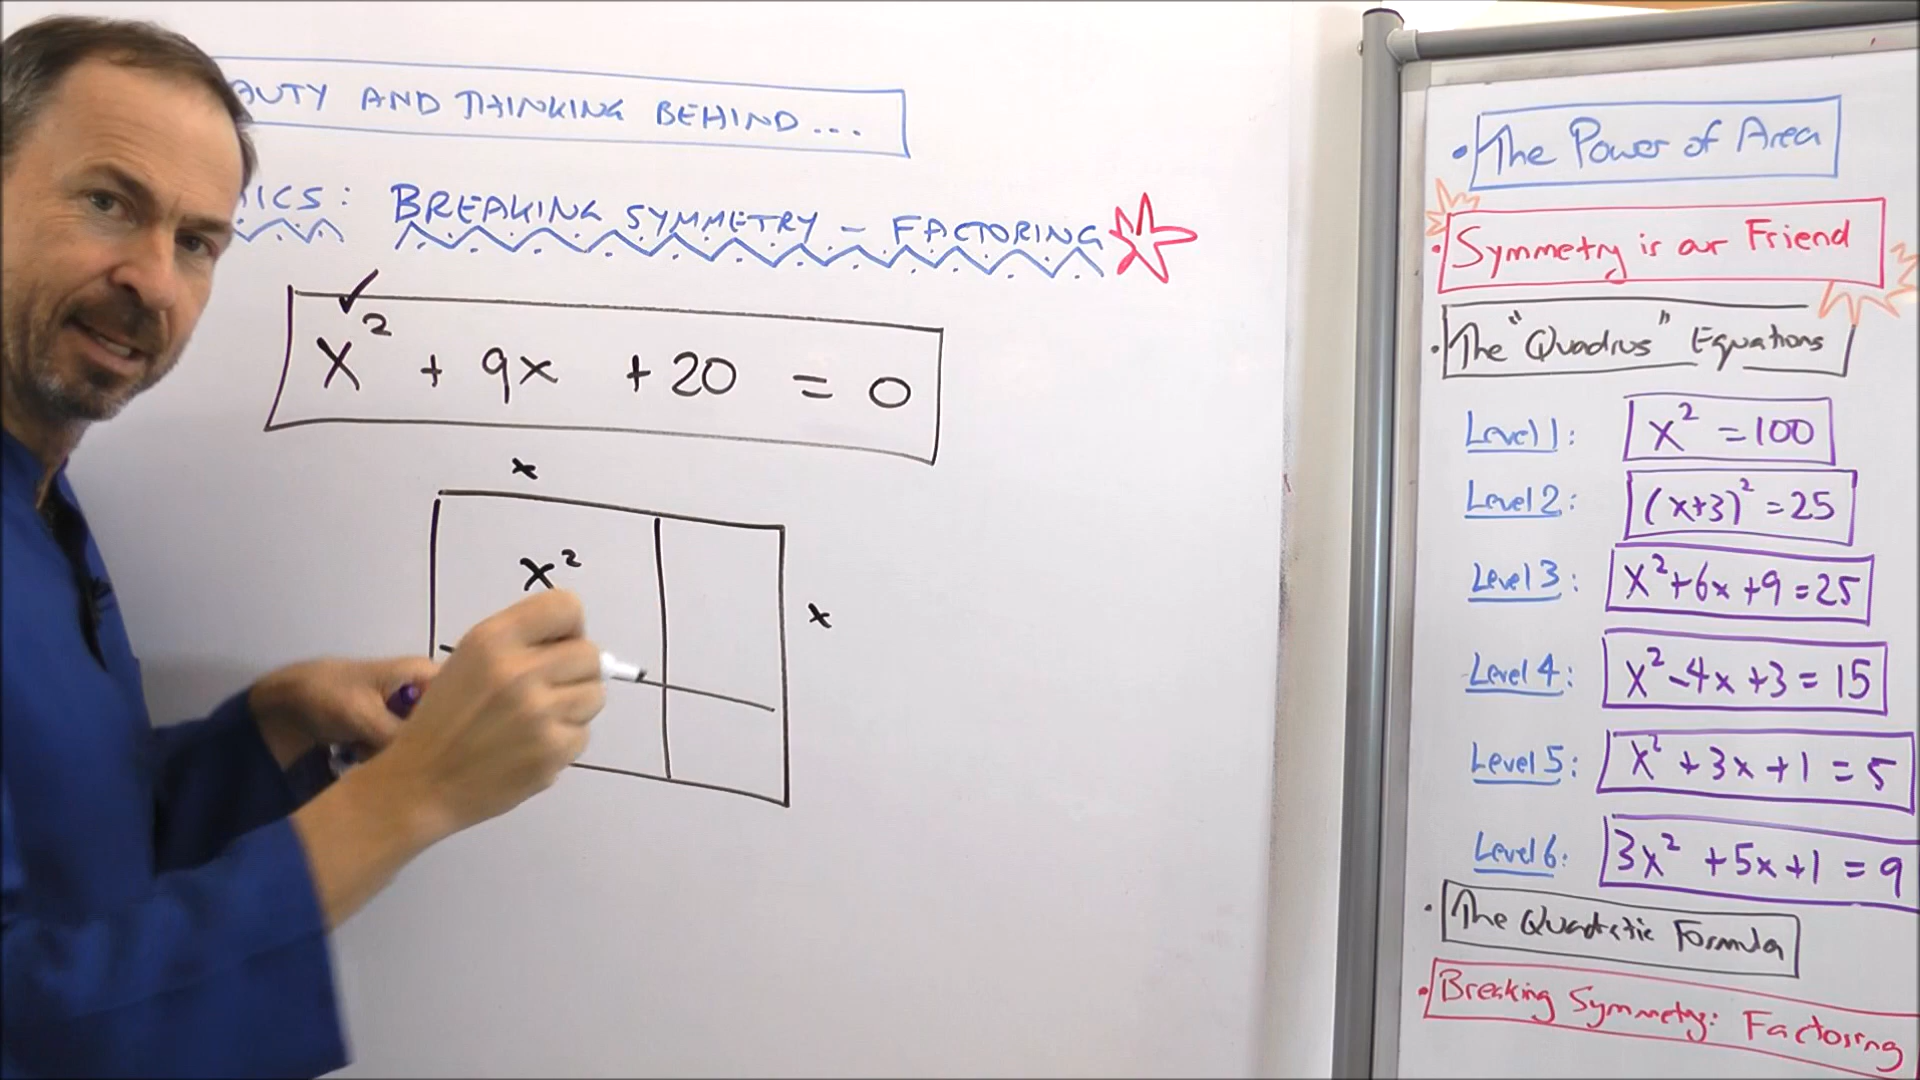 AUTY AND THINKING BEHIND...
ICS: BREAKING SYMMETRY - FACTORING
x² + 9x + 20 = 0
x
x²
x
• The Power of Area
• Symmetry is our Friend
• The "Quadrus" Equations
Level 1: x² = 100
Level 2: (x+3)² = 25
Level 3: x² + 6x + 9 = 25
Level 4: x² - 4x + 3 = 15
Level 5: x² + 3x + 1 = 5
Level 6: 3x² + 5x + 1 = 9
• The Quadratic Formula
• Breaking Symmetry: Factoring